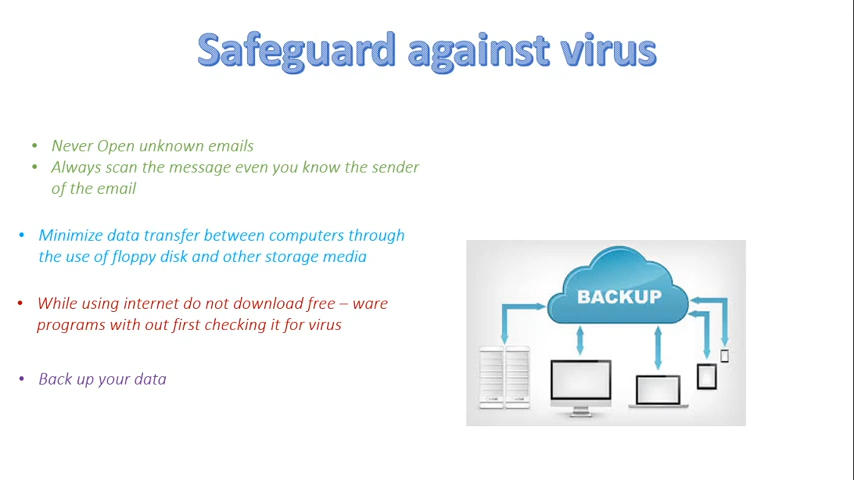 Safeguard against virus
• Never Open unknown emails
• Always scan the message even you know the sender
of the email
• Minimize data transfer between computers through
the use of floppy disk and other storage media
• While using internet do not download free – ware
programs with out first checking it for virus
• Back up your data
BACKUP